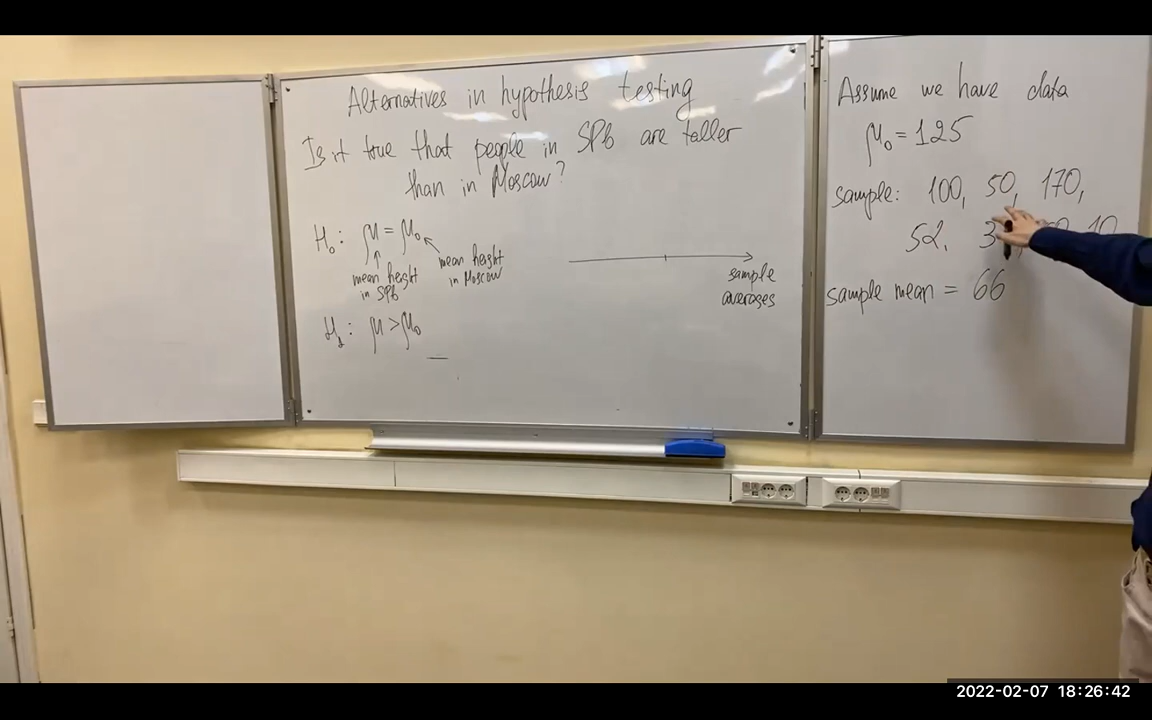 Alternatives in hypothesis testing
Is it true that people in SPb are taller
than in Moscow?
H₀: μ = μ₀
mean height
in SPb
mean height
in Moscow
H₁: μ > μ₀
sample
averages
Assume we have data
μ₀ = 125
sample: 100, 50, 170,
52, 10
sample mean = 66
2022-02-07 18:26:42